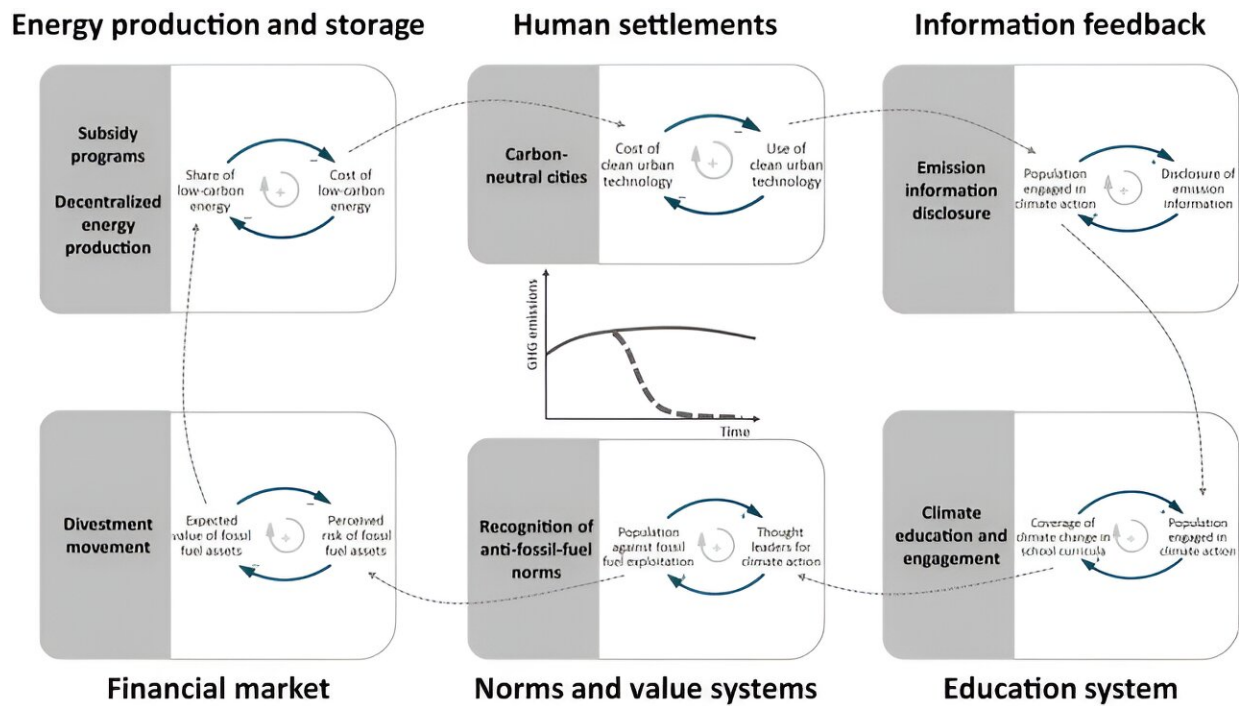 Energy production and storage
Human settlements
Information feedback
Subsidy
programs
Decentralized
energy
production
Share of
low-carbon
energy
−
−
+
Cost of
low-carbon
energy
Carbon-
neutral cities
Cost of
clean urban
technology
−
−
+
Use of
clean urban
technology
Emission
information
disclosure
Population
engaged in
climate action
+
+
+
Disclosure of
emission
information
GHG emissions
Time
Divestment
movement
Expected
value of fossil
fuel assets
−
−
+
Perceived
risk of fossil
fuel assets
Recognition of
anti-fossil-fuel
norms
Population
against fossil
fuel exploitation
+
+
+
Thought
leaders for
climate action
Climate
education and
engagement
Coverage of
climate change in
school curricula
+
+
+
Population
engaged in
climate action
Financial market
Norms and value systems
Education system